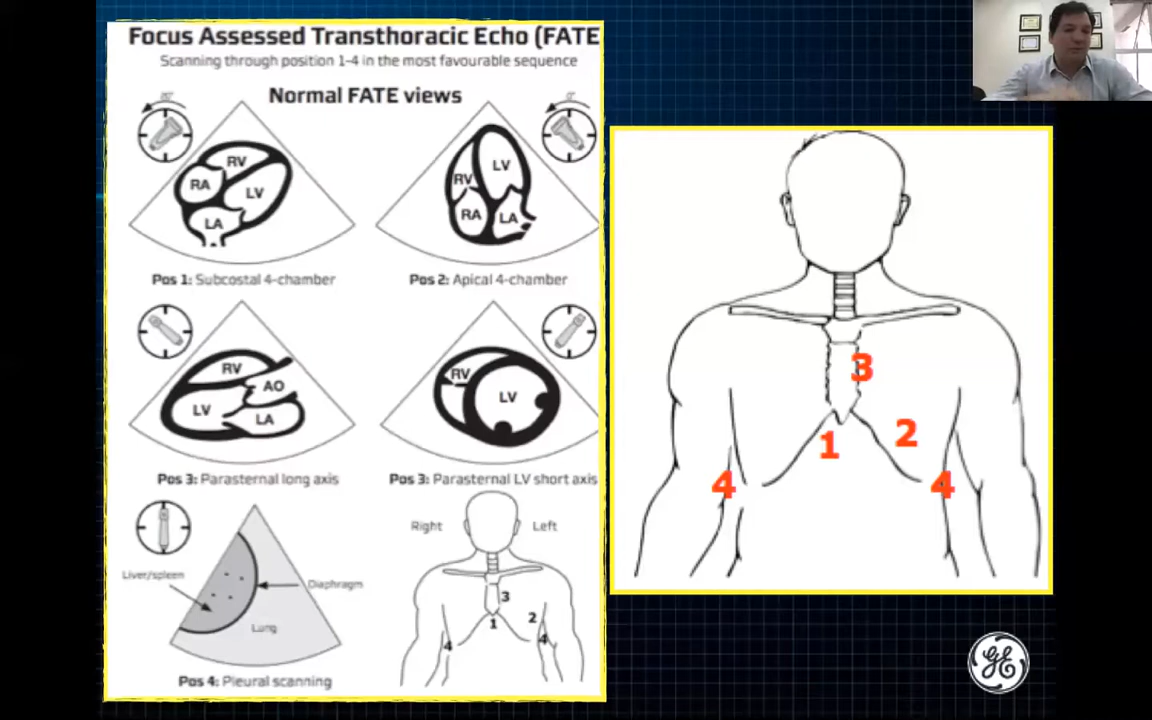 Focus Assessed Transthoracic Echo (FATE
Scanning through position 1-4 in the most favourable sequence
Normal FATE views
RV
RA
LV
LA
Pos 1: Subcostal 4-chamber
LV
RV
RA
LA
Pos 2: Apical 4-chamber
RV
AO
LV
LA
Pos 3: Parasternal long axis
RV
LV
Pos 3: Parasternal LV short axis
Liver/spleen
Diaphragm
Lung
Pos 4: Pleural scanning
Right
Left
3
2
1
4
4
3
2
1
4
4
GE